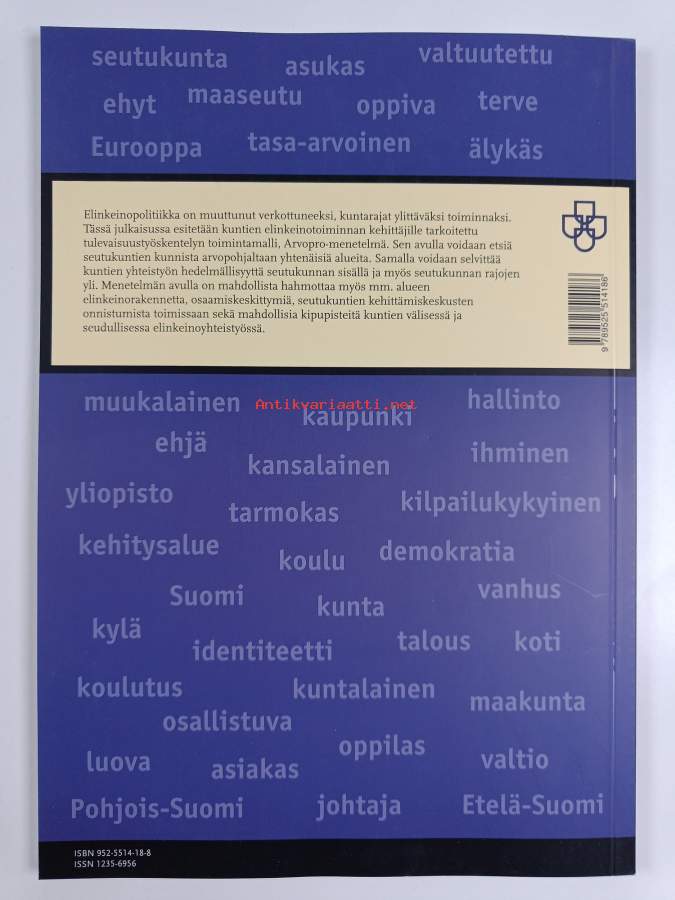 seutukunta asukas valtuutettu
ehyt maaseutu oppiva terve
Eurooppa tasa-arvoinen älykäs
Elinkeinopolitiikka on muuttunut verkottuneeksi, kuntarajat ylittäväksi toiminnaksi.
Tässä julkaisussa esitetään kuntien elinkeinotoiminnan kehittäjille tarkoitettu
tulevaisuustyöskentelyn toimintamalli, Arvopro-menetelmä. Sen avulla voidaan etsiä
seutukuntien kunnista arvopohjaltaan yhtenäisiä alueita. Samalla voidaan selvittää
kuntien yhteistyön hedelmällisyyttä seutukunnan sisällä ja myös seutukunnan rajojen
yli. Menetelmän avulla on mahdollista hahmottaa myös mm. alueen
elinkeinorakennetta, osaamiskeskittymiä, seutukuntien kehittämiskeskusten
onnistumista toimissaan sekä mahdollisia kipupisteitä kuntien välisessä ja
seudullisessa elinkeinoyhteistyössä.
9 789525 514186
muukalainen Antikvariaatti.net kaupunki hallinto
ehjä kansalainen ihminen
yliopisto tarmokas kilpailukykyinen
kehitysalue koulu demokratia
Suomi kunta vanhus
kylä identiteetti talous koti
koulutus kuntalainen maakunta
osallistuva
luova asiakas oppilas valtio
Pohjois-Suomi johtaja Etelä-Suomi
ISBN 952-5514-18-8
ISSN 1235-6956